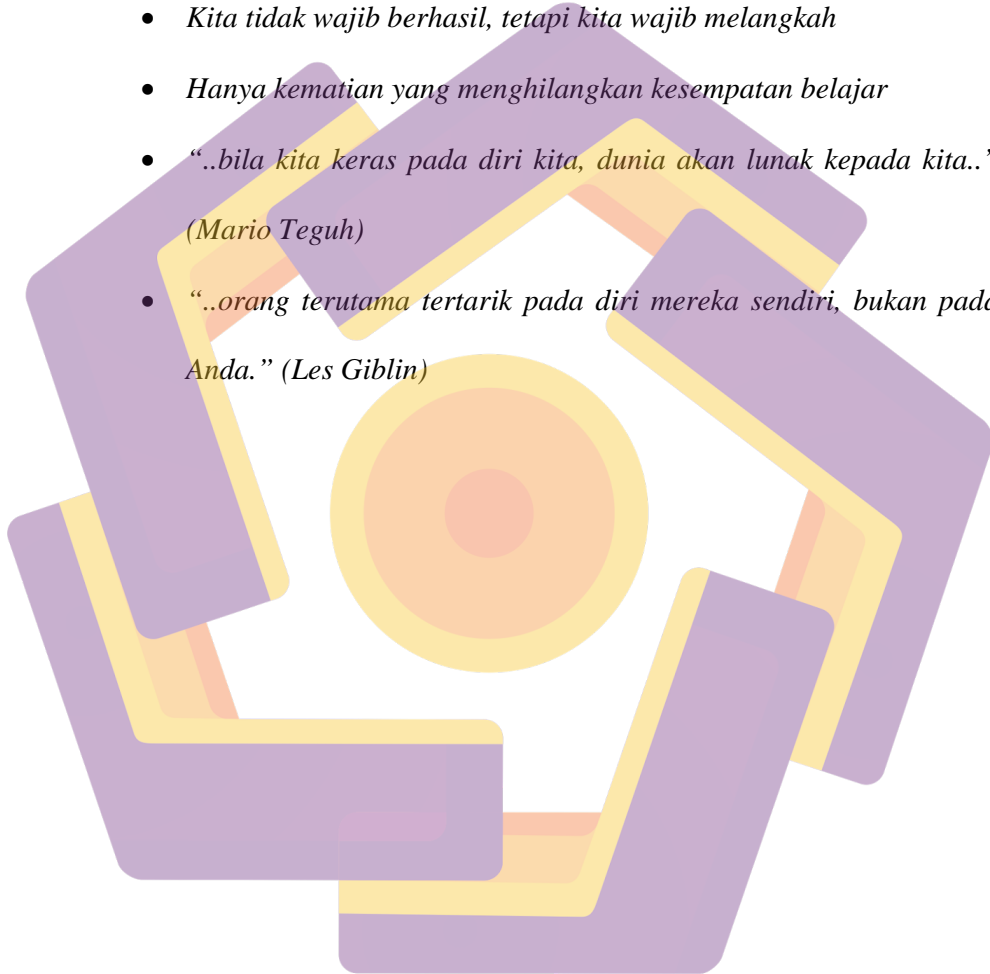 • Kita tidak wajib berhasil, tetapi kita wajib melangkah
• Hanya kematian yang menghilangkan kesempatan belajar
• “..bila kita keras pada diri kita, dunia akan lunak kepada kita..”
(Mario Teguh)
• “..orang terutama tertarik pada diri mereka sendiri, bukan pada
Anda.” (Les Giblin)